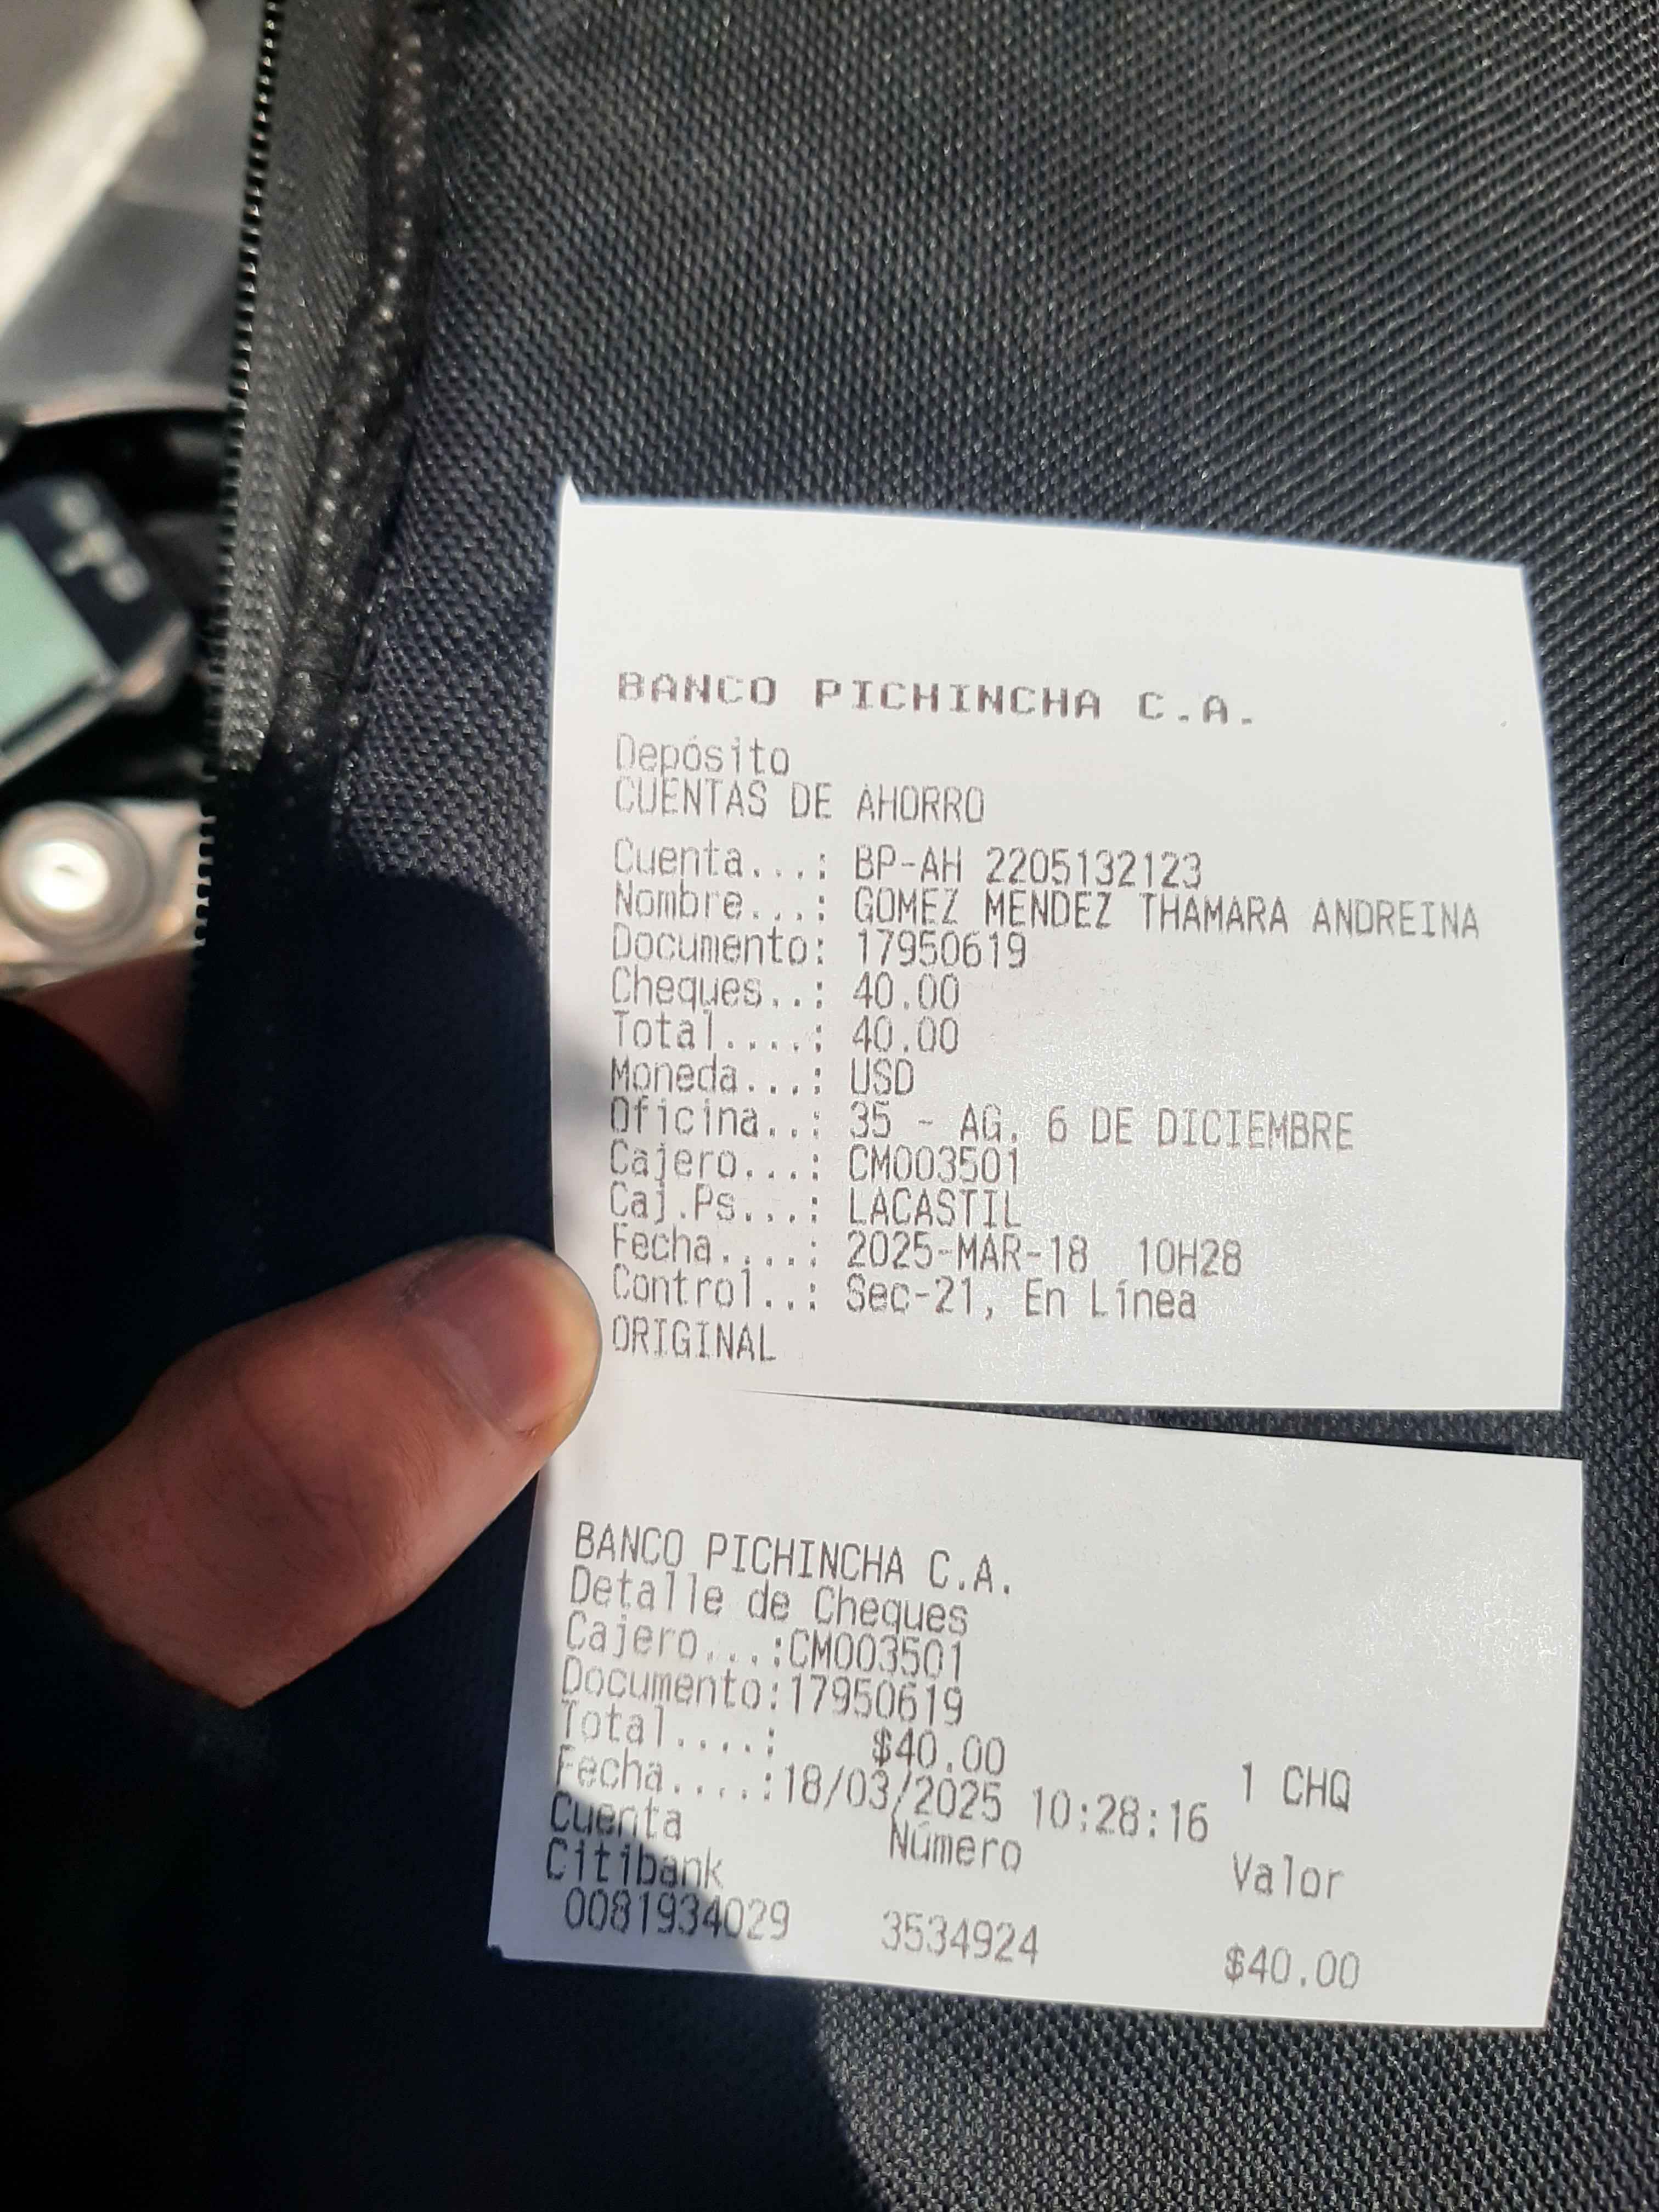 BANCO PICHINCHA C.A.
Depósito
CUENTAS DE AHORRO
Cuenta...: BP-AH 2205132123
Nombre...: GOMEZ MENDEZ THAMARA ANDREINA
Documento: 17950619
Cheques..: 40.00
Total....: 40.00
Moneda...: USD
Oficina..: 35 - AG. 6 DE DICIEMBRE
Cajero...: CM003501
Caj.Ps...: LACASTIL
Fecha....: 2025-MAR-18 10H28
Control..: Sec-21, En Línea
ORIGINAL
BANCO PICHINCHA C.A.
Detalle de Cheques
Cajero...:CM003501
Documento:17950619
Total....: $40.00 1 CHQ
Fecha....:18/03/2025 10:28:16
Cuenta Número Valor
Citibank
0081934029 3534924 $40.00